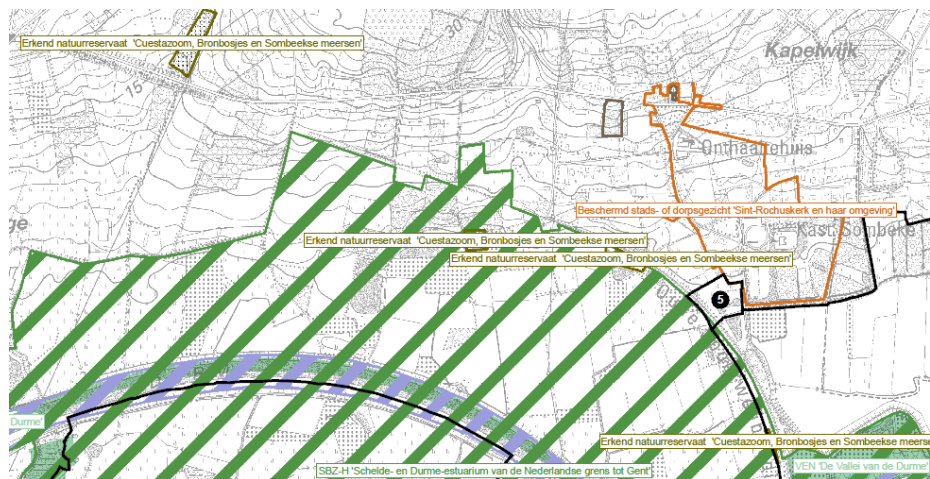 Erkend natuurreservaat 'Cuestazoom, Bronbosjes en Sombeekse meersen'
30
Kapelwijk
15
Onthaaltehuis
Beschermd stads- of dorpsgezicht 'Sint-Rochuskerk en haar omgeving'
ge
Kast. Sombeke
Erkend natuurreservaat 'Cuestazoom, Bronbosjes en Sombeekse meersen'
Erkend natuurreservaat 'Cuestazoom, Bronbosjes en Sombeekse meersen'
5
Durme'
Erkend natuurreservaat 'Cuestazoom, Bronbosjes en Sombeekse meerse
SBZ-H 'Schelde- en Durme-estuarium van de Nederlandse grens tot Gent'
VEN 'De Vallei van de Durme'